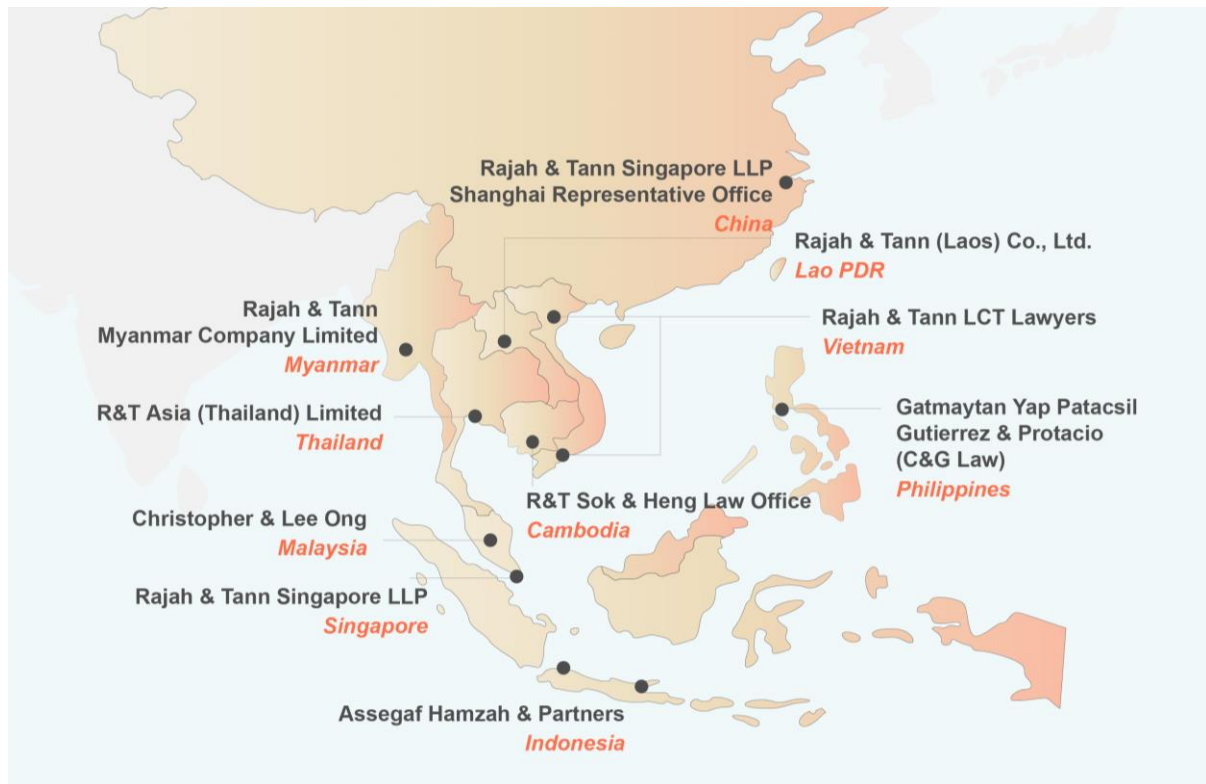 Rajah & Tann Singapore LLP
Shanghai Representative Office
China
Rajah & Tann (Laos) Co., Ltd.
Lao PDR
Rajah & Tann
Myanmar Company Limited
Myanmar
Rajah & Tann LCT Lawyers
Vietnam
R&T Asia (Thailand) Limited
Thailand
Gatmaytan Yap Patacsil
Gutierrez & Protacio
(C&G Law)
Philippines
R&T Sok & Heng Law Office
Cambodia
Christopher & Lee Ong
Malaysia
Rajah & Tann Singapore LLP
Singapore
Assegaf Hamzah & Partners
Indonesia